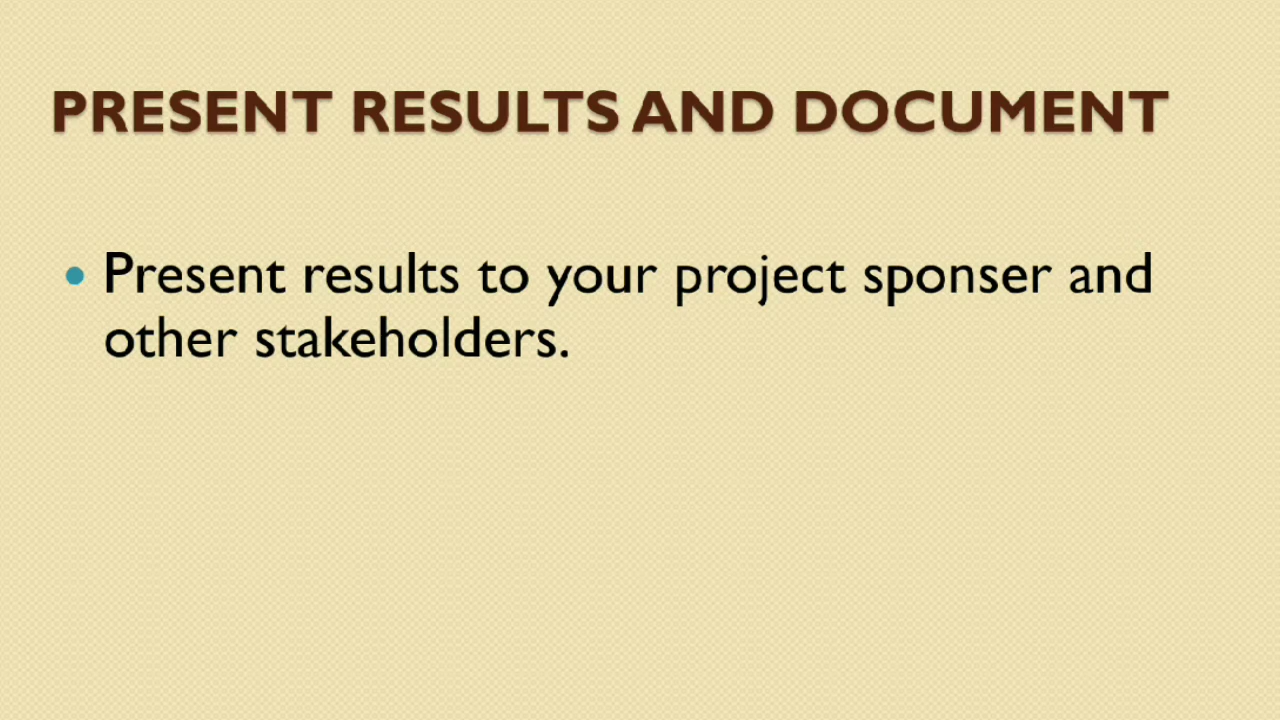 PRESENT RESULTS AND DOCUMENT
• Present results to your project sponser and
other stakeholders.